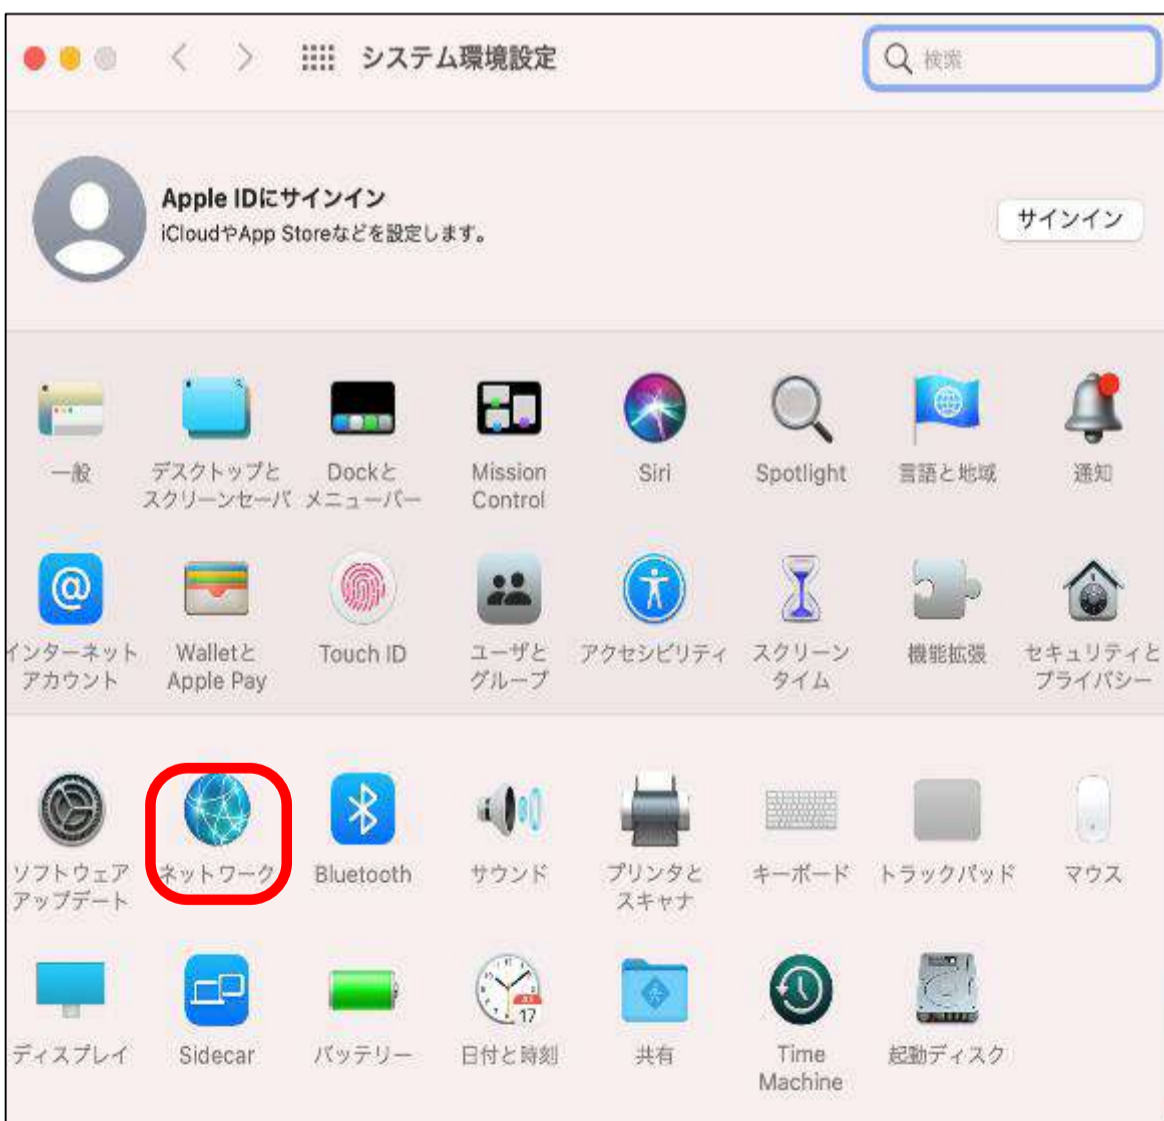 システム環境設定
検索
Apple IDにサインイン
iCloudやApp Storeなどを設定します。
サインイン
一般
デスクトップと
スクリーンセーバ
Dockと
メニューバー
Mission
Control
Siri
Spotlight
言語と地域
通知
インターネット
アカウント
Walletと
Apple Pay
Touch ID
ユーザと
グループ
アクセシビリティ
スクリーン
タイム
機能拡張
セキュリティと
プライバシー
ソフトウェア
アップデート
ネットワーク
Bluetooth
サウンド
プリンタと
スキャナ
キーボード
トラックパッド
マウス
ディスプレイ
Sidecar
バッテリー
日付と時刻
17
共有
Time
Machine
起動ディスク